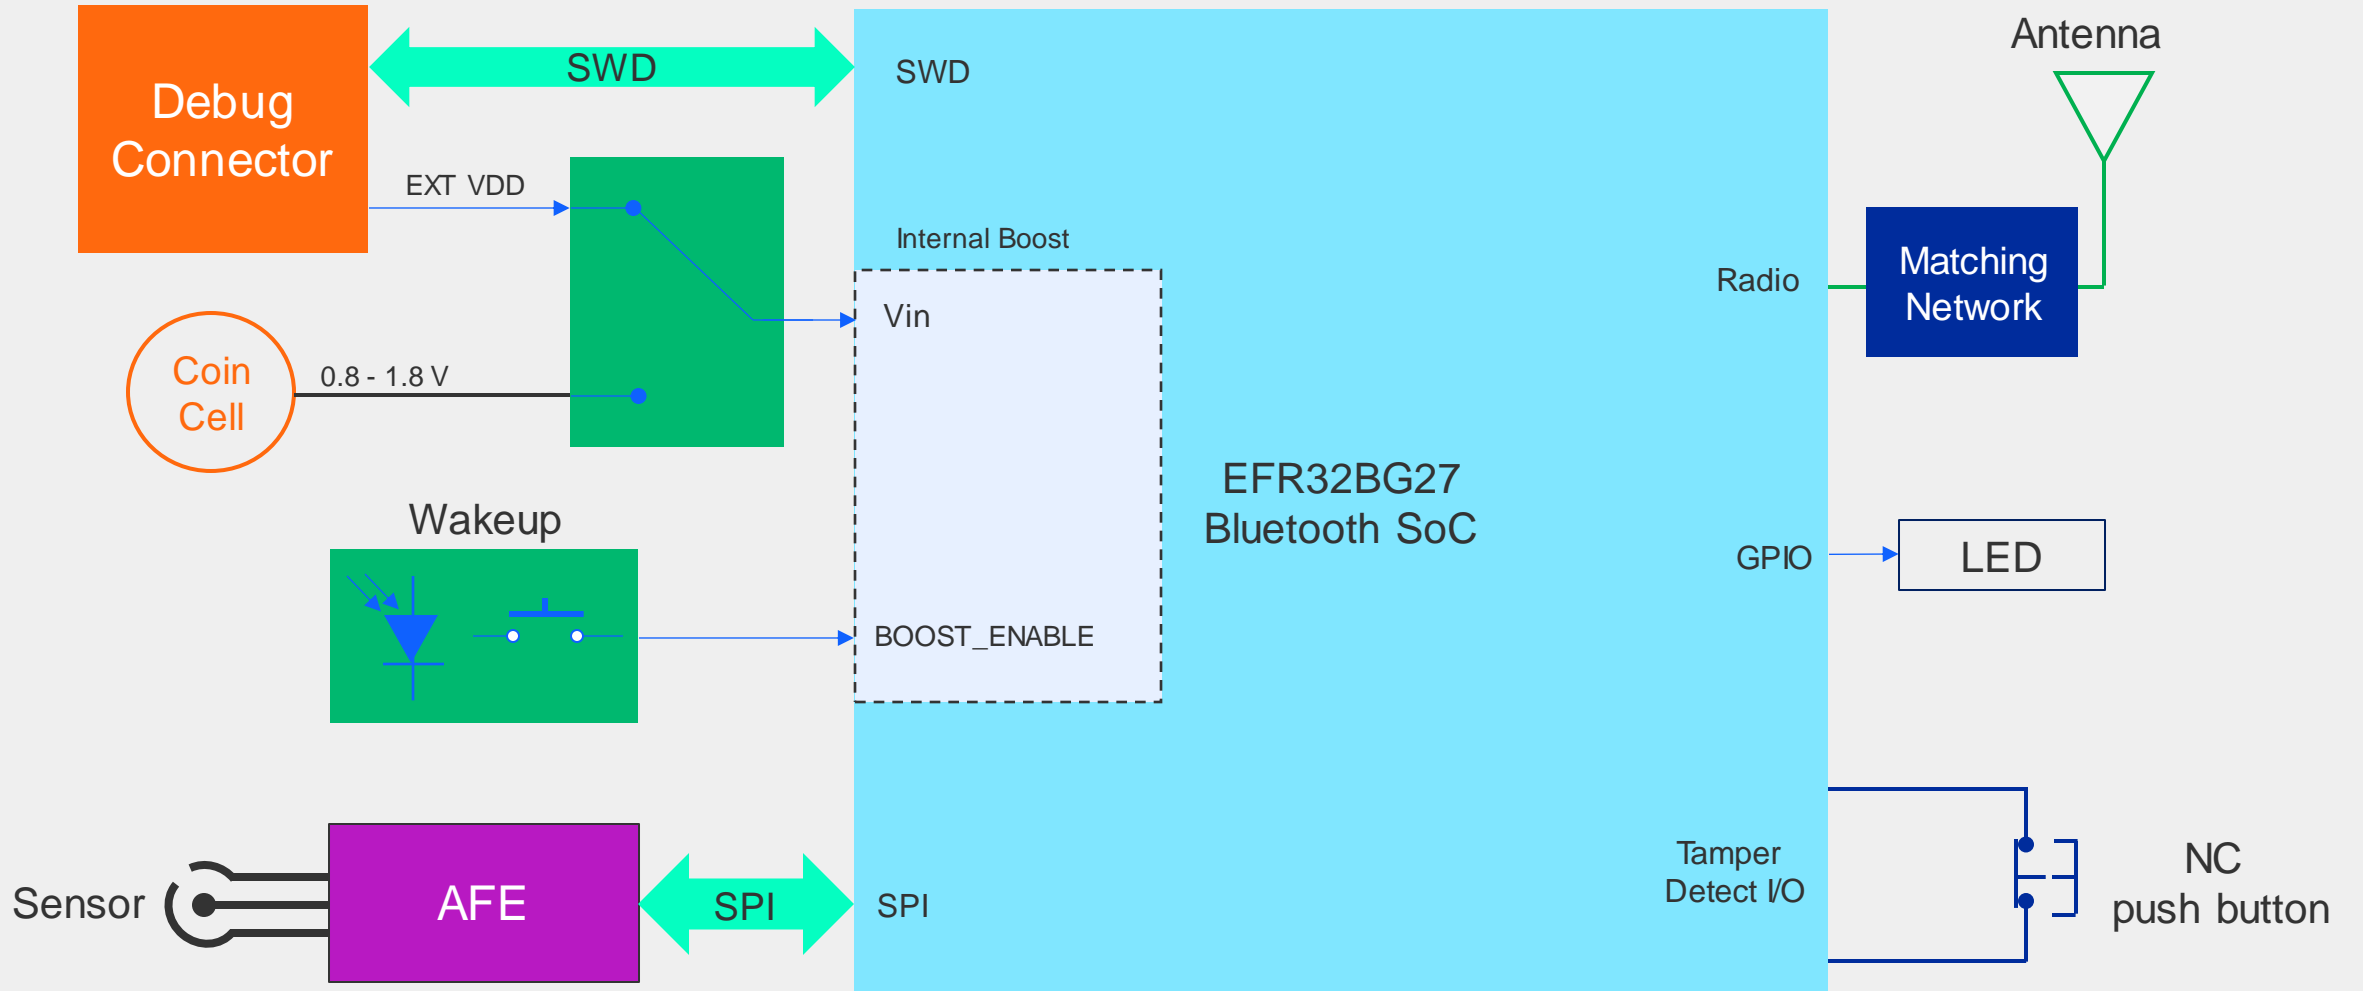 Debug
Connector
SWD
SWD
Antenna
EXT VDD
Internal Boost
Vin
Coin
Cell
0.8 - 1.8 V
Radio
Matching
Network
EFR32BG27
Bluetooth SoC
Wakeup
BOOST_ENABLE
GPIO
LED
Sensor
AFE
SPI
SPI
Tamper
Detect I/O
NC
push button